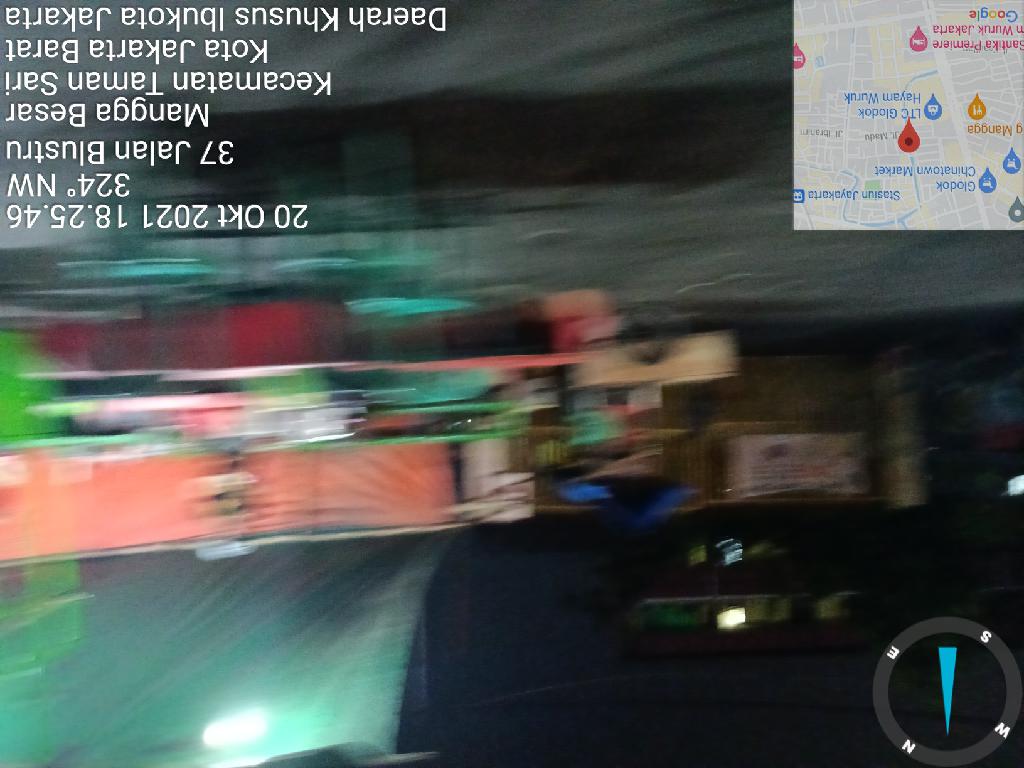 N
W
E
S
20 Okt 2021 18.25.46
324° NW
37 Jalan Blustru
Mangga Besar
Kecamatan Taman Sari
Kota Jakarta Barat
Daerah Khusus Ibukota Jakarta
Stasiun Jayakarta
Glodok
Chinatown Market
g Mangga
Jl. Madu
Jl. Ibrahim
LTC Glodok
Hayam Wuruk
Santika Premiere
m Wuruk Jakarta
Google